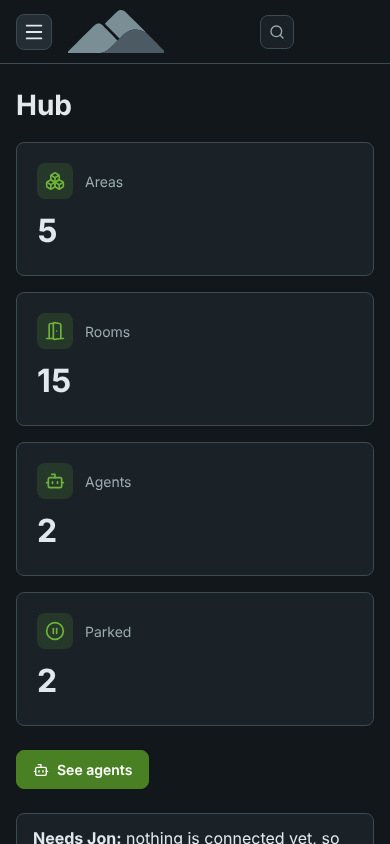 Hub
Areas
5
Rooms
15
Agents
2
Parked
2
See agents
Needs Jon: nothing is connected yet, so